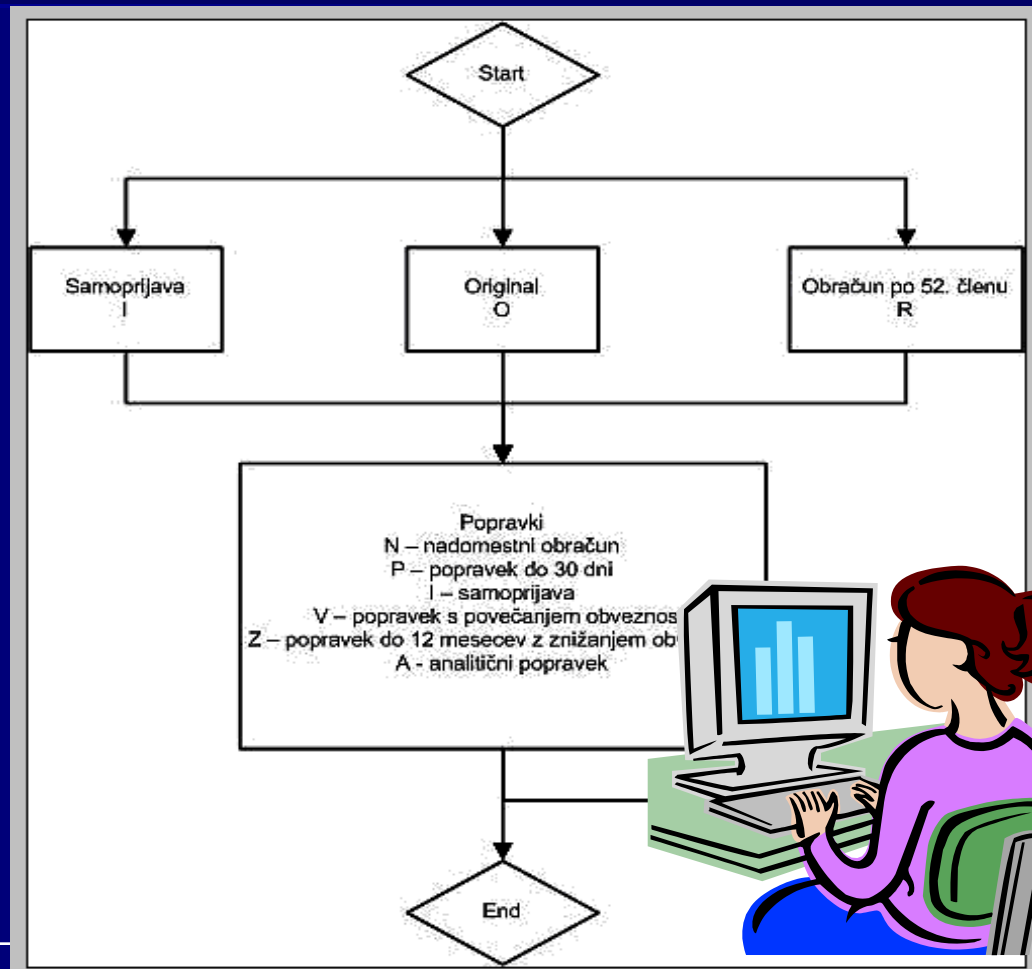 Start
Samoprijava
I
Original
O
Obračun po 52. členu
R
Popravki
N – nadomestni obračun
P – popravek do 30 dni
I – samoprijava
V – popravek s povečanjem
Z – popravek do 12 mesecev z znižanjem
A - analitični popravek
End